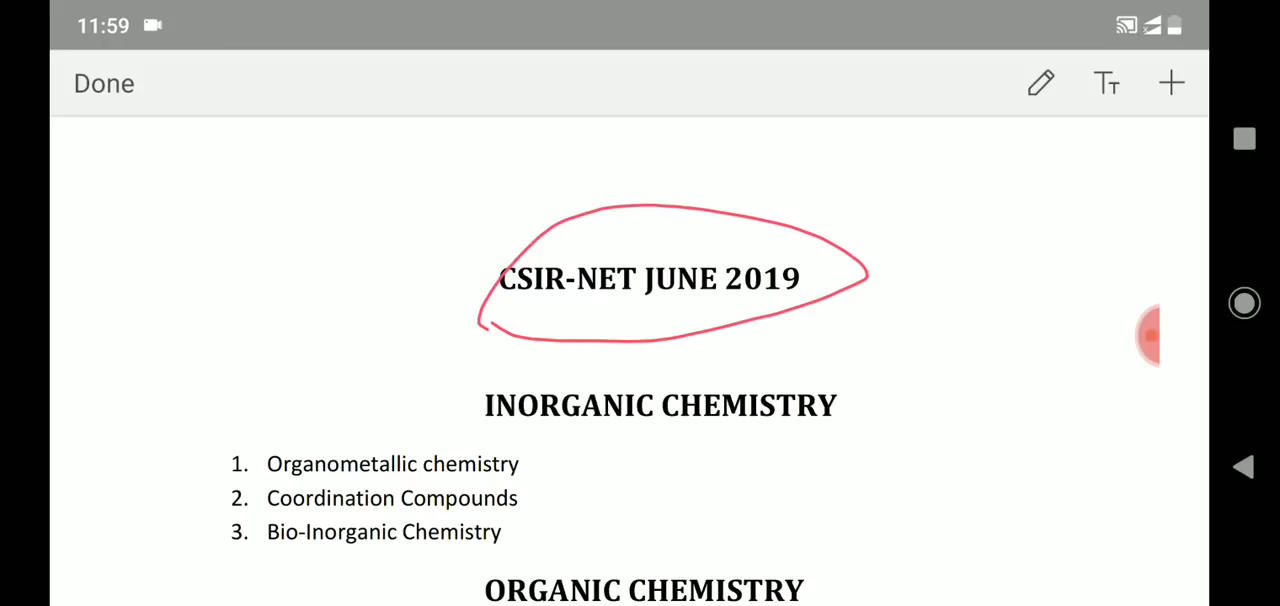 11:59
Done
CSIR-NET JUNE 2019
INORGANIC CHEMISTRY
1. Organometallic chemistry
2. Coordination Compounds
3. Bio-Inorganic Chemistry
ORGANIC CHEMISTRY